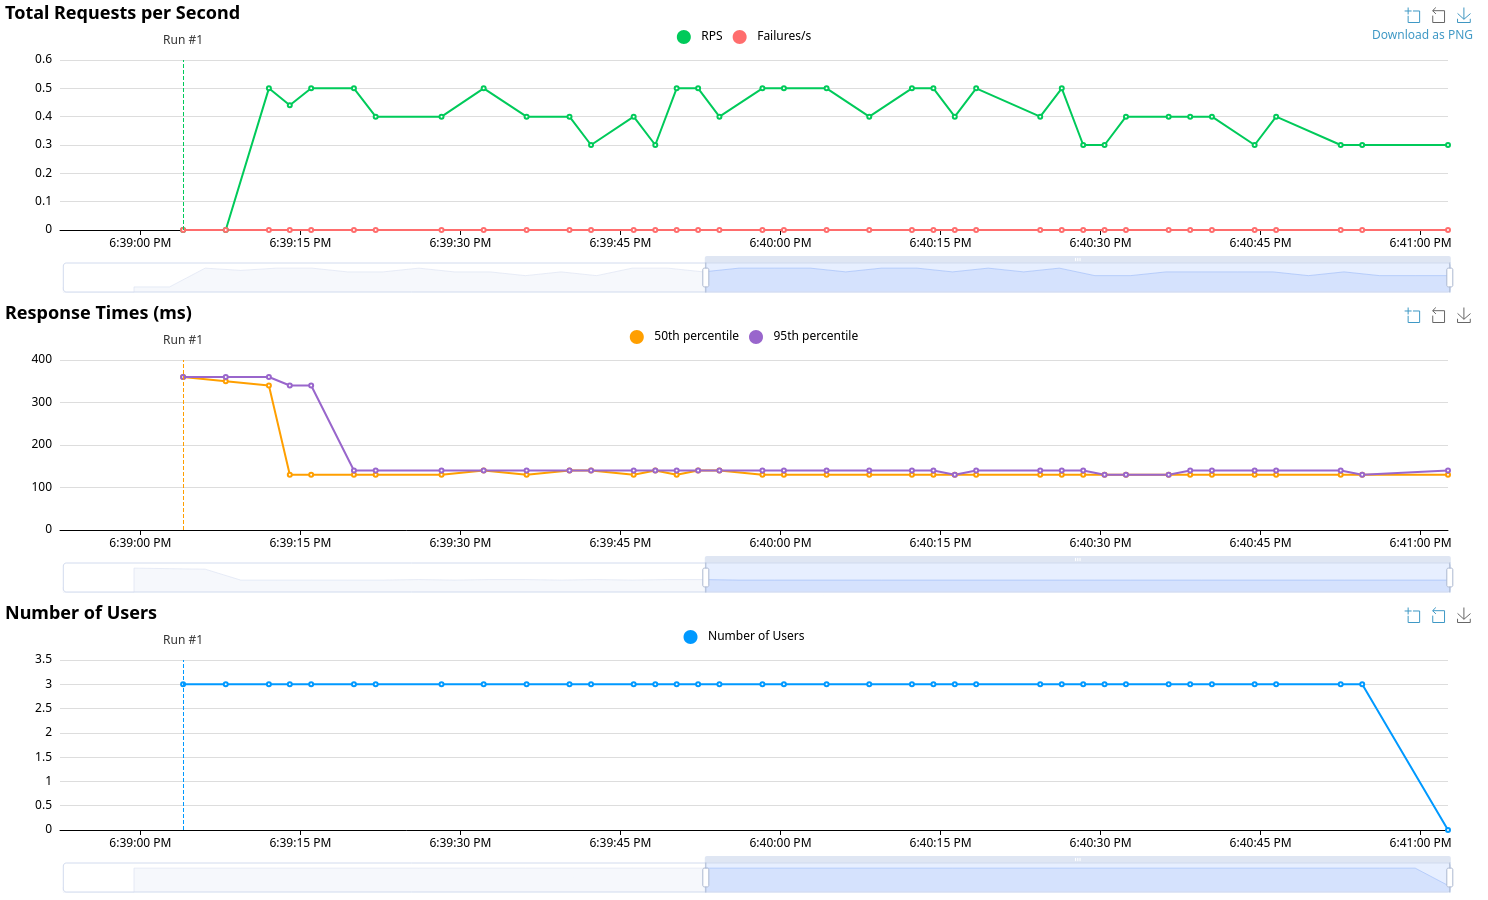 Total Requests per Second
Download as PNG
Run #1
RPS Failures/s
0.6
0.5
0.4
0.3
0.2
0.1
0
6:39:00 PM 6:39:15 PM 6:39:30 PM 6:39:45 PM 6:40:00 PM 6:40:15 PM 6:40:30 PM 6:40:45 PM 6:41:00 PM
Response Times (ms)
Run #1
50th percentile 95th percentile
400
300
200
100
0
6:39:00 PM 6:39:15 PM 6:39:30 PM 6:39:45 PM 6:40:00 PM 6:40:15 PM 6:40:30 PM 6:40:45 PM 6:41:00 PM
Number of Users
Run #1
Number of Users
3.5
3
2.5
2
1.5
1
0.5
0
6:39:00 PM 6:39:15 PM 6:39:30 PM 6:39:45 PM 6:40:00 PM 6:40:15 PM 6:40:30 PM 6:40:45 PM 6:41:00 PM